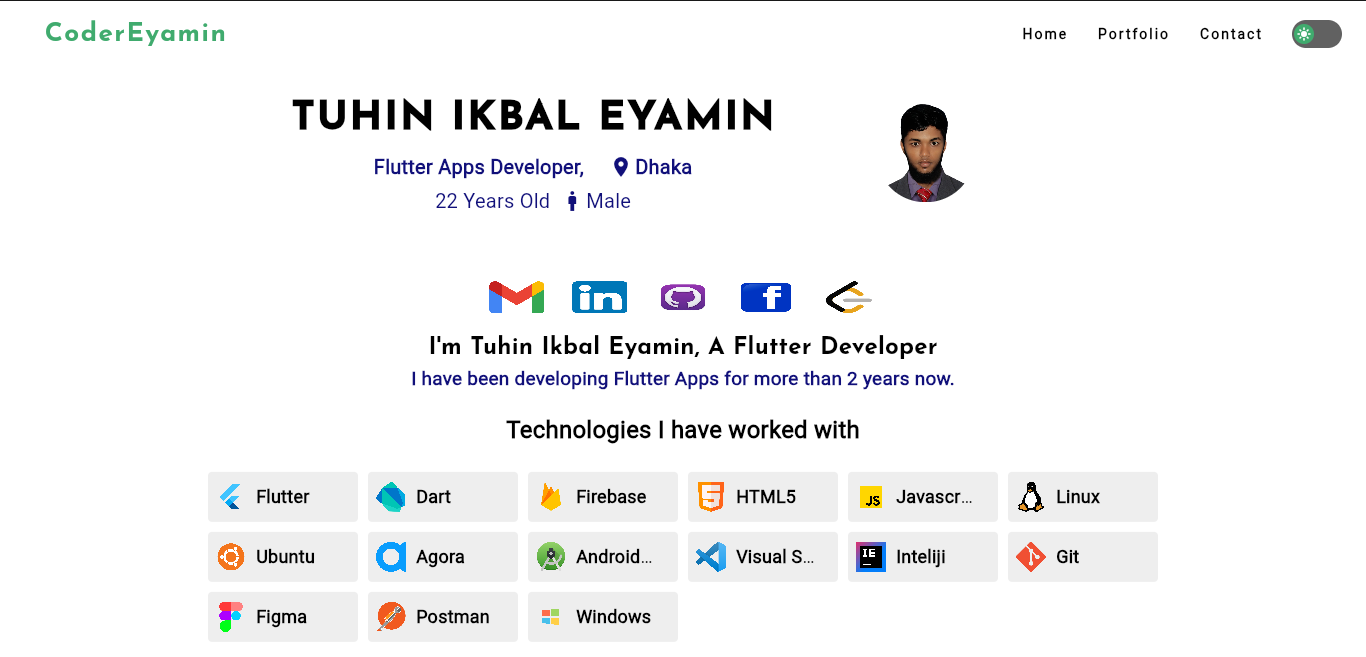 CoderEyamin
Home Portfolio Contact
TUHIN IKBAL EYAMIN
Flutter Apps Developer, Dhaka
22 Years Old Male
in f
I'm Tuhin Ikbal Eyamin, A Flutter Developer
I have been developing Flutter Apps for more than 2 years now.
Technologies I have worked with
Flutter Dart Firebase 5 HTML5 JS Javascr... Linux
Ubuntu Agora Android... Visual S... IE Inteliji Git
Figma Postman Windows